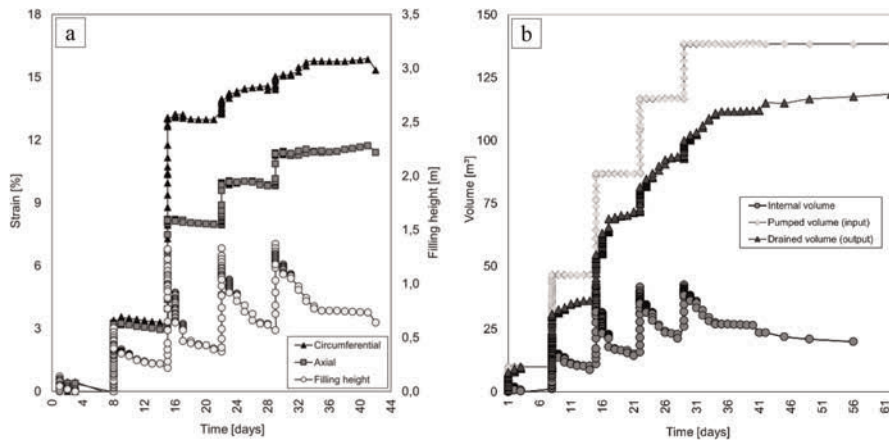 a
Strain [%]
18
15
12
9
6
3
0
Filling height [m]
3,5
3,0
2,5
2,0
1,5
1,0
0,5
0,0
Circumferential
Axial
Filling height
0 4 8 12 16 20 24 28 32 36 40 44
Time [days]
b
Volume [m³]
150
125
100
75
50
25
0
Internal volume
Pumped volume (input)
Drained volume (output)
1 6 11 16 21 26 31 36 41 46 51 56 61
Time [days]